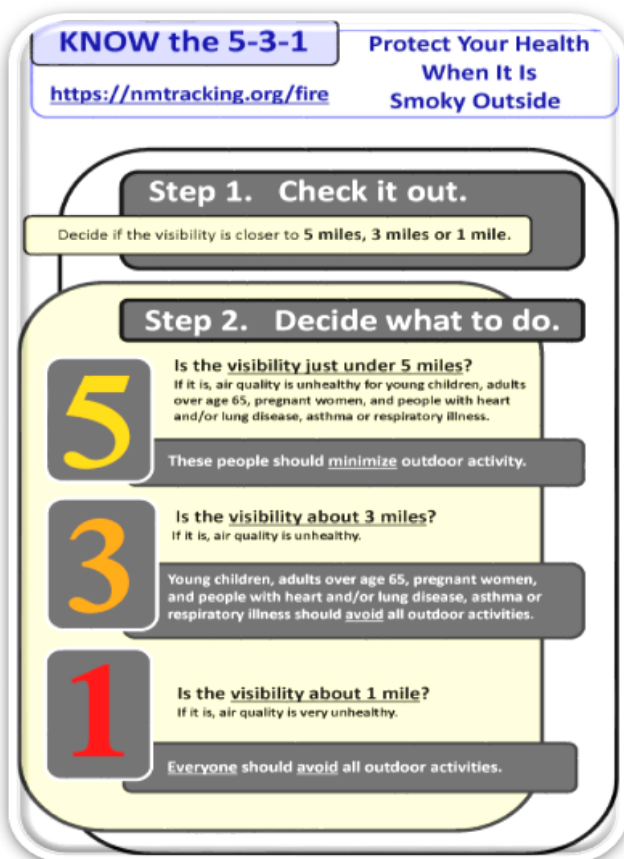 KNOW the 5-3-1
https://nmtracking.org/fire
Protect Your Health
When It Is
Smoky Outside
Step 1. Check it out.
Decide if the visibility is closer to 5 miles, 3 miles or 1 mile.
Step 2. Decide what to do.
5
Is the visibility just under 5 miles?
If it is, air quality is unhealthy for young children, adults
over age 65, pregnant women, and people with heart
and/or lung disease, asthma or respiratory illness.
These people should minimize outdoor activity.
3
Is the visibility about 3 miles?
If it is, air quality is unhealthy.
Young children, adults over age 65, pregnant women,
and people with heart and/or lung disease, asthma or
respiratory illness should avoid all outdoor activities.
1
Is the visibility about 1 mile?
If it is, air quality is very unhealthy.
Everyone should avoid all outdoor activities.